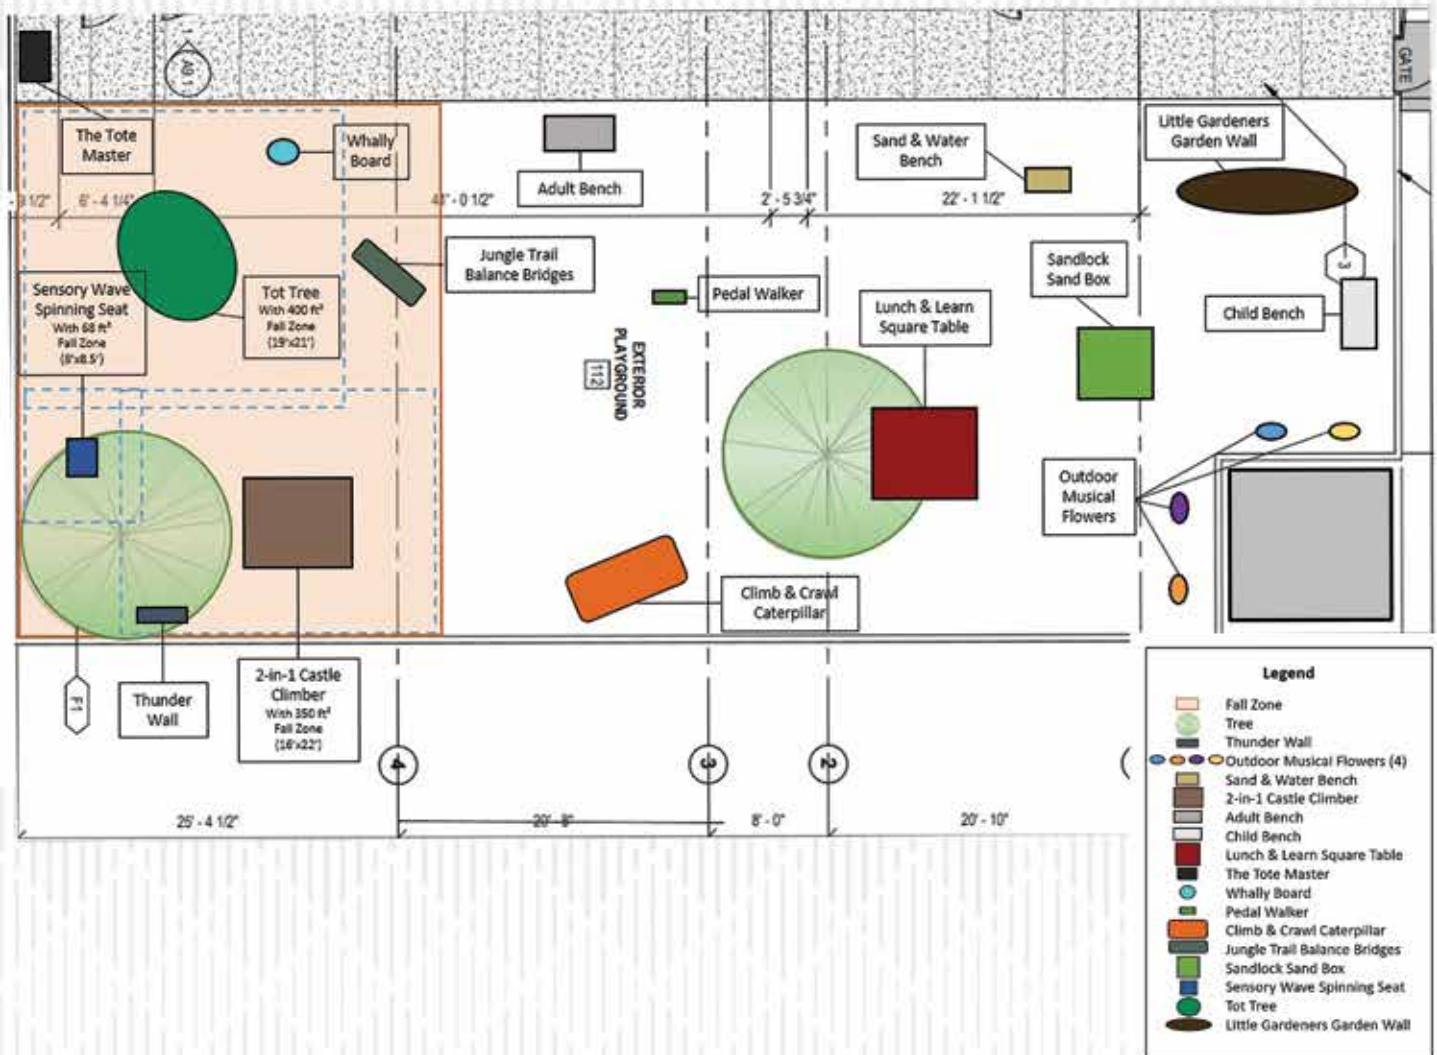 GATE
1
A9.1
The Tote
Master
Whally
Board
Adult Bench
Sand & Water
Bench
Little Gardeners
Garden Wall
6' - 4 1/4"
2' - 5 3/4"
22' - 1 1/2"
Jungle Trail
Balance Bridges
Sandlock
Sand Box
3
Sensory Wave
Spinning Seat
With 68 ft²
Fall Zone
(8'x8.5')
Tot Tree
With 400 ft²
Fall Zone
(19'x21')
Pedal Walker
Lunch & Learn
Square Table
Child Bench
EXTERIOR
PLAYGROUND
112
Outdoor
Musical
Flowers
Climb & Crawl
Caterpillar
F1
Thunder
Wall
2-in-1 Castle
Climber
With 350 ft²
Fall Zone
(16'x22')
4
3
2
25' - 4 1/2"
20' - 8"
8' - 0"
20' - 10"
Legend
Fall Zone
Tree
Thunder Wall
Outdoor Musical Flowers (4)
Sand & Water Bench
2-in-1 Castle Climber
Adult Bench
Child Bench
Lunch & Learn Square Table
The Tote Master
Whally Board
Pedal Walker
Climb & Crawl Caterpillar
Jungle Trail Balance Bridges
Sandlock Sand Box
Sensory Wave Spinning Seat
Tot Tree
Little Gardeners Garden Wall